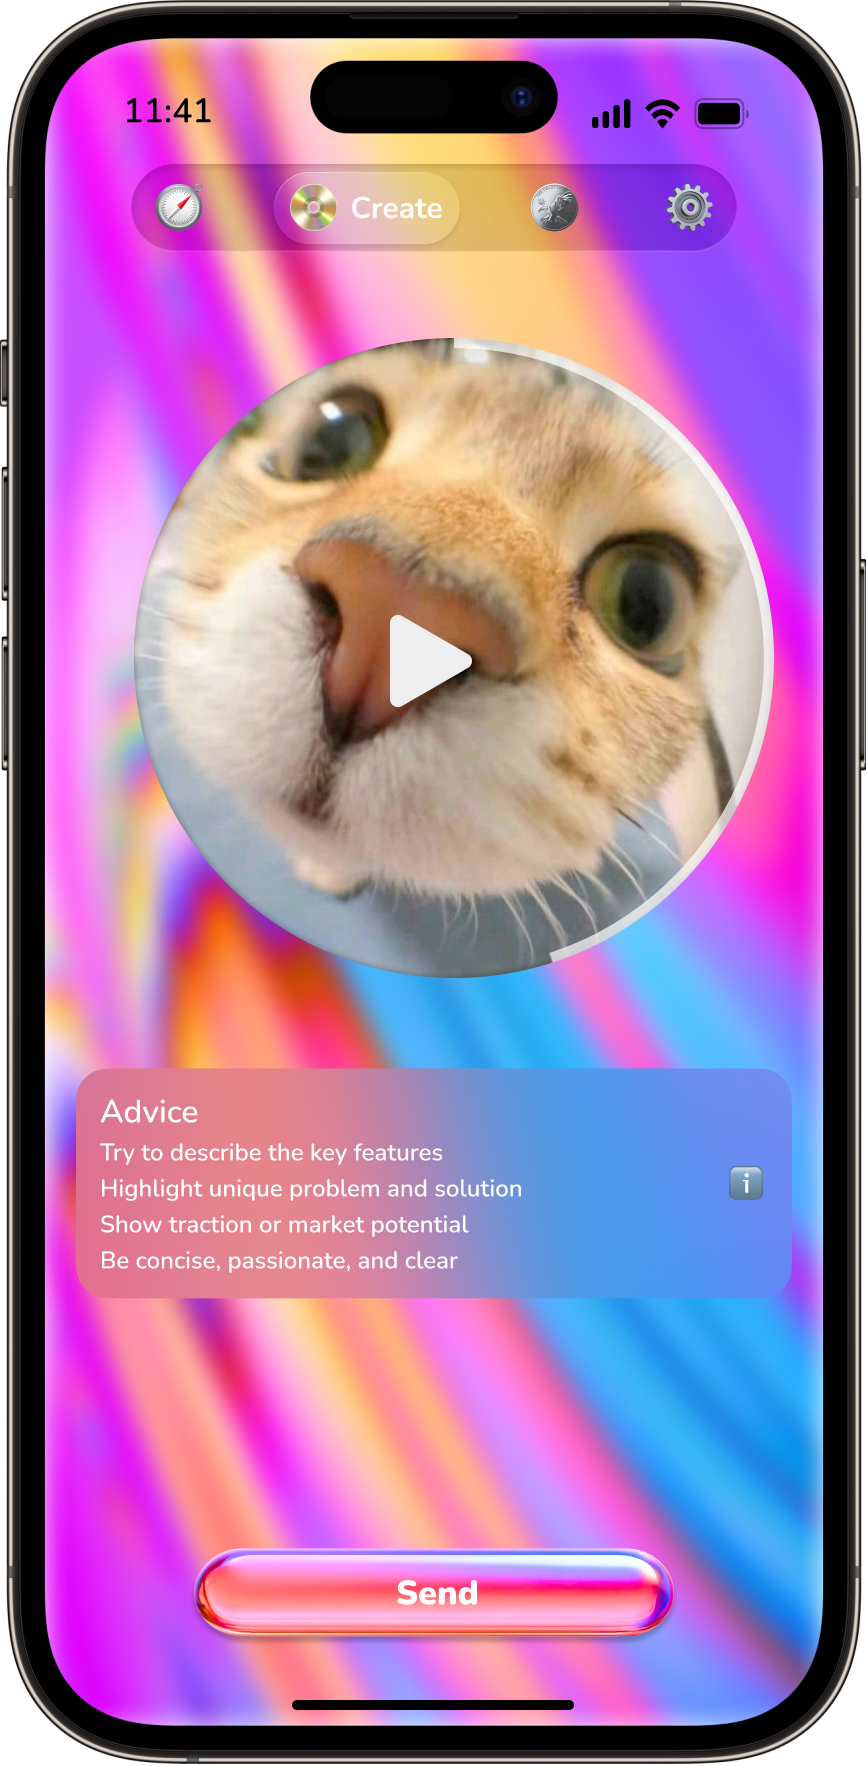 11:41
Create
Advice
Try to describe the key features
Highlight unique problem and solution
Show traction or market potential
Be concise, passionate, and clear
i
Send